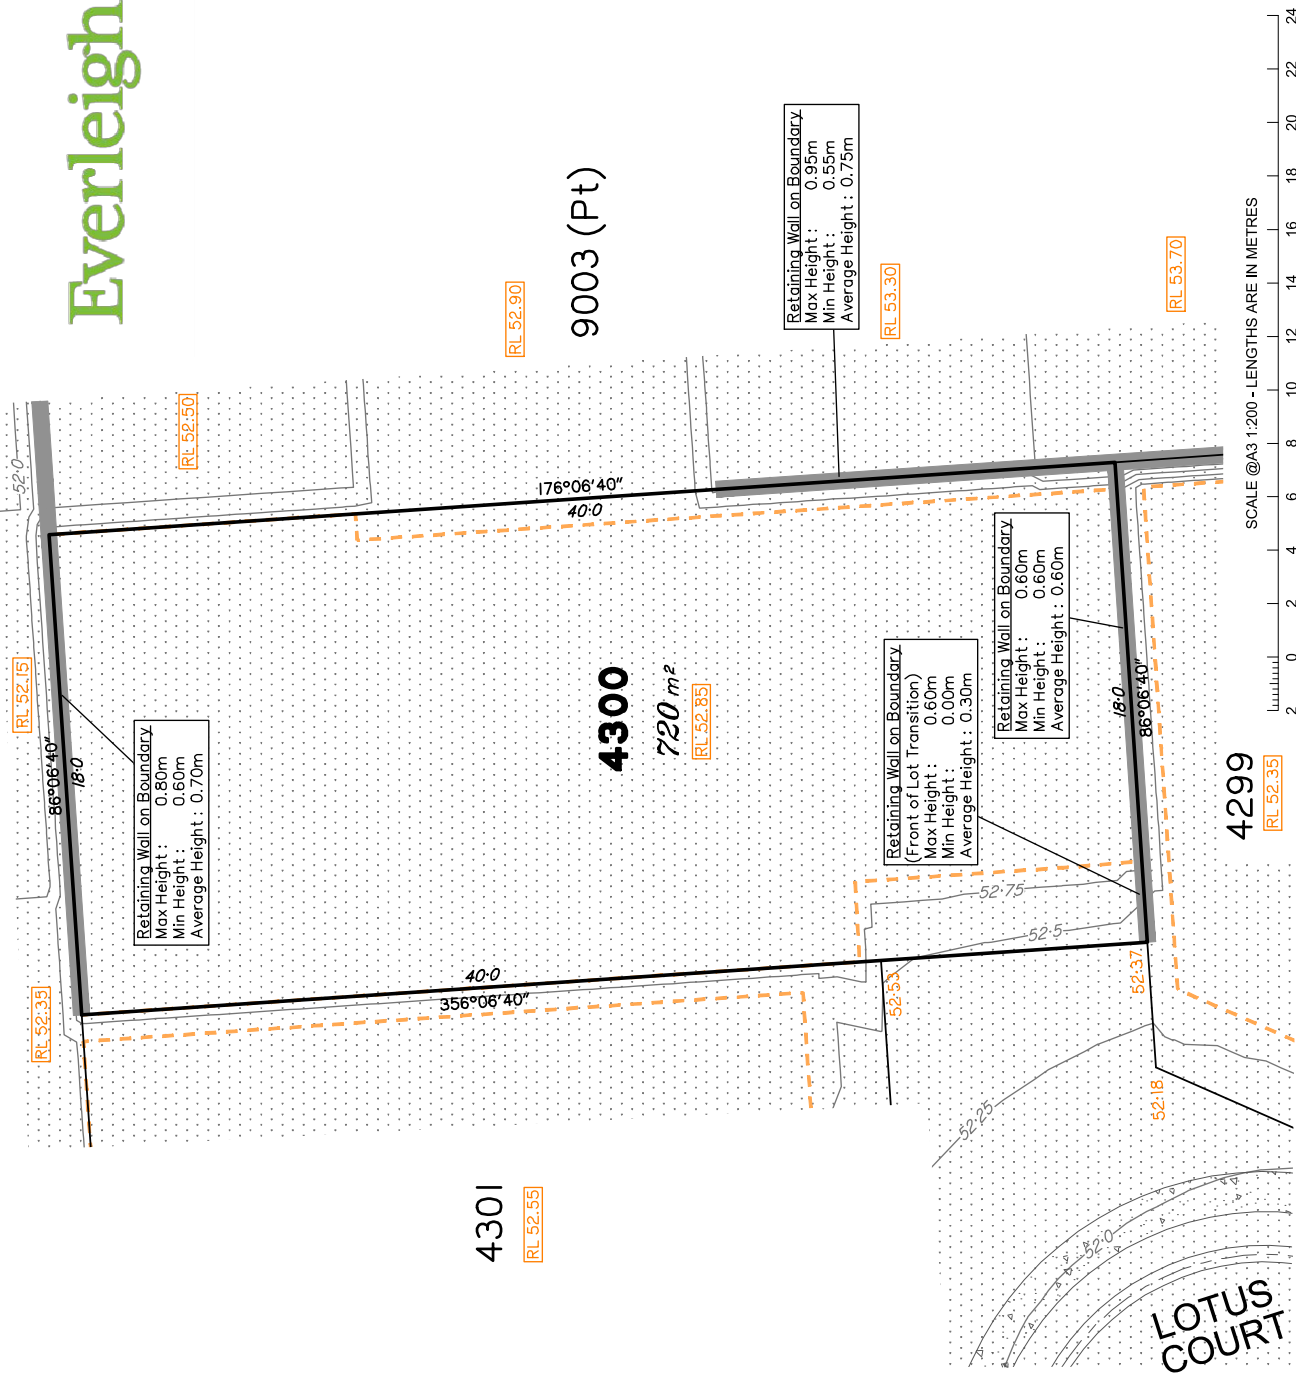 Everleigh
52·0
RL 52.50
RL 52.15
RL 52.35
86°06'40"
18·0
Retaining Wall on Boundary
Max Height : 0.80m
Min Height : 0.60m
Average Height : 0.70m
RL 52.90
9003 (Pt)
176°06'40"
40·0
Retaining Wall on Boundary
Max Height : 0.95m
Min Height : 0.55m
Average Height : 0.75m
RL 53.30
RL 53.70
4300
720 m²
RL 52.85
40·0
356°06'40"
4301
RL 52.55
Retaining Wall on Boundary
(Front of Lot Transition)
Max Height : 0.60m
Min Height : 0.00m
Average Height : 0.30m
Retaining Wall on Boundary
Max Height : 0.60m
Min Height : 0.60m
Average Height : 0.60m
18·0
86°06'40"
52·75
52·5
52·53
52·37
52·18
52·25
52·0
4299
RL 52.35
LOTUS
COURT
SCALE @A3 1:200 - LENGTHS ARE IN METRES
2 0 2 4 6 8 10 12 14 16 18 20 22 24